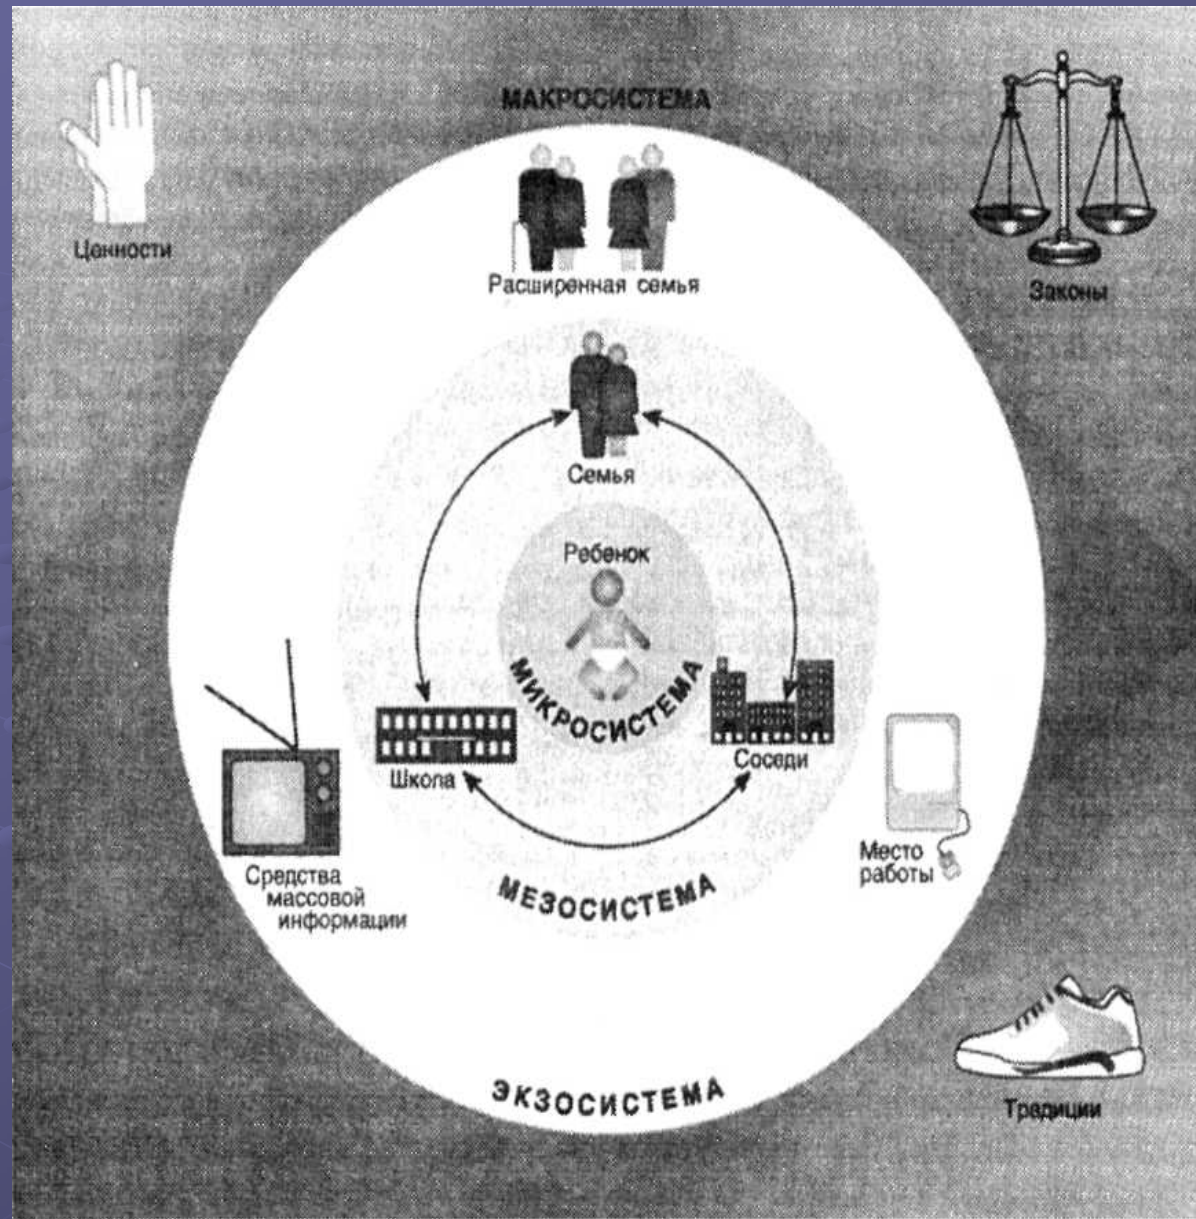 МАКРОСИСТЕМА
Ценности
Законы
Расширенная семья
Семья
Ребенок
МИКРОСИСТЕМА
Школа
Соседи
Средства
массовой
информации
Место
работы
МЕЗОСИСТЕМА
ЭКЗОСИСТЕМА
Традиции